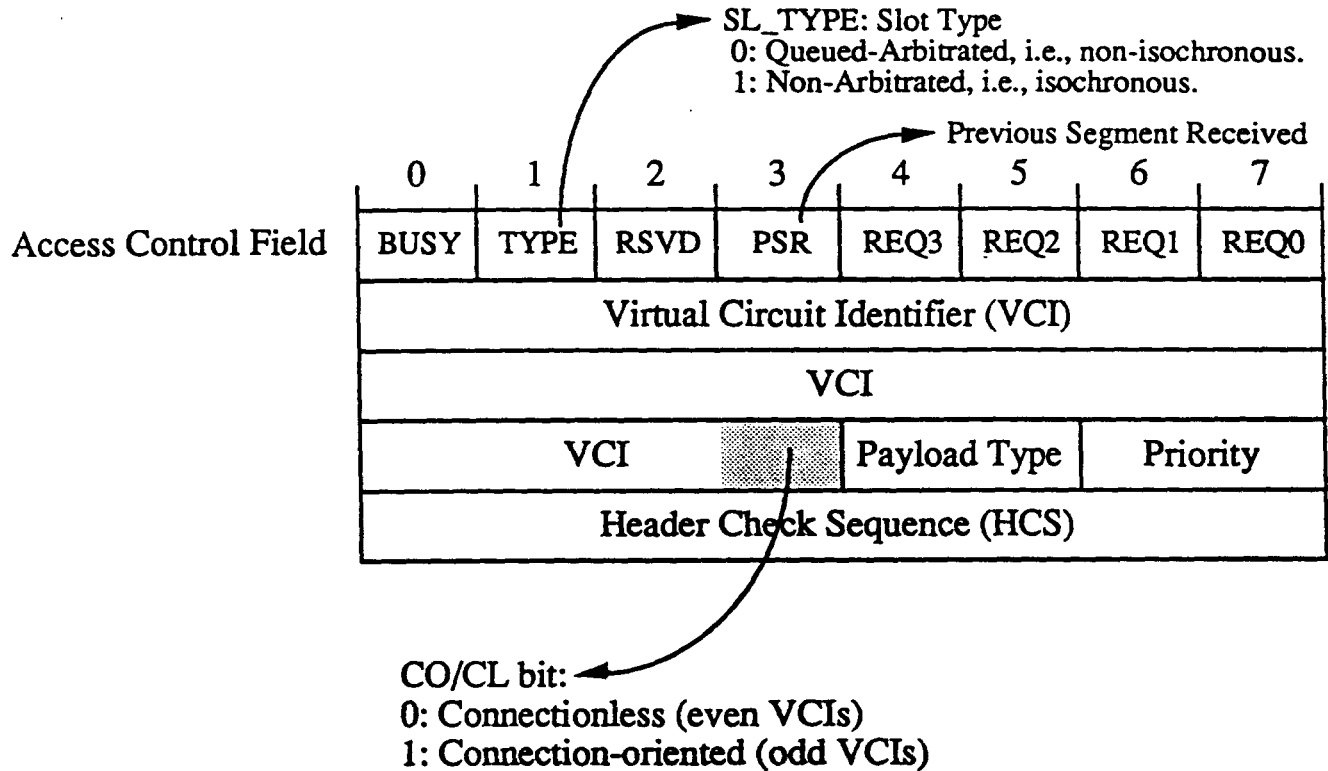 SL_TYPE: Slot Type
0: Queued-Arbitrated, i.e., non-isochronous.
1: Non-Arbitrated, i.e., isochronous.
Previous Segment Received
0 1 2 3 4 5 6 7
Access Control Field BUSY TYPE RSVD PSR REQ3 REQ2 REQ1 REQ0
Virtual Circuit Identifier (VCI)
VCI
VCI Payload Type Priority
Header Check Sequence (HCS)
CO/CL bit:
0: Connectionless (even VCIs)
1: Connection-oriented (odd VCIs)